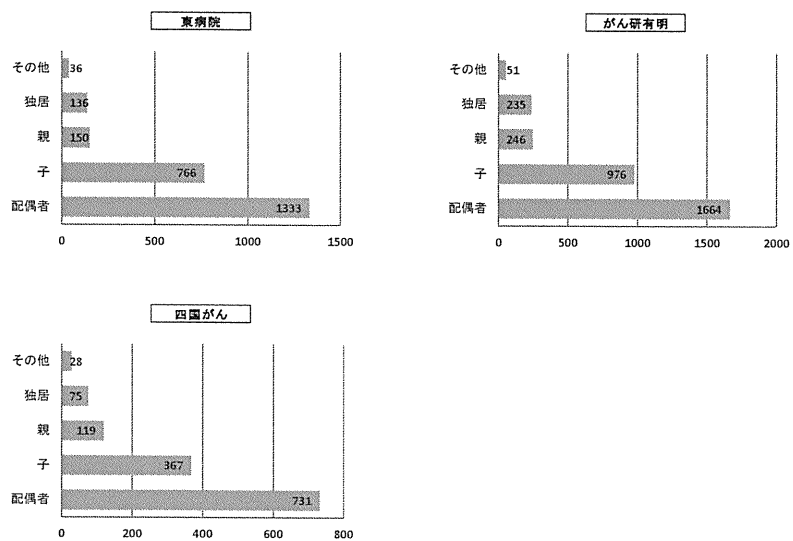 東病院
その他 36
独居 136
親 150
子 766
配偶者 1333
0 500 1000 1500
がん研有明
その他 51
独居 235
親 246
子 976
配偶者 1664
0 500 1000 1500 2000
四国がん
その他 28
独居 75
親 119
子 367
配偶者 731
0 200 400 600 800